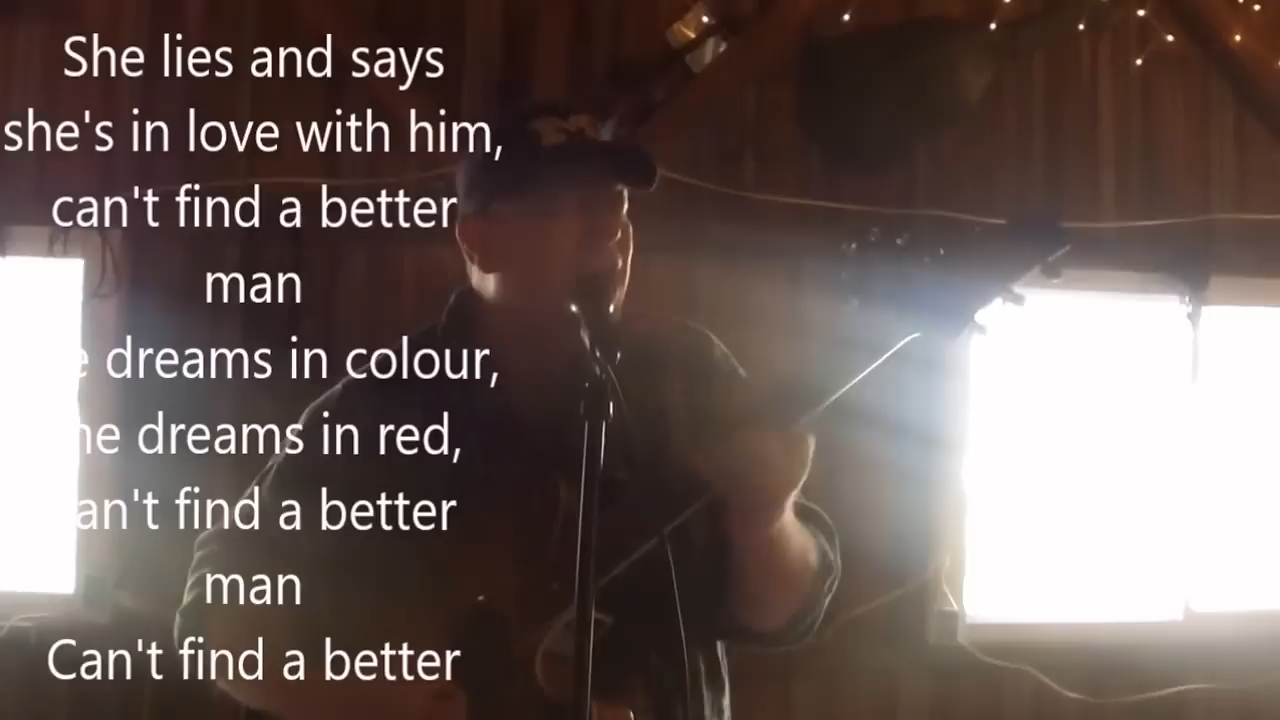 She lies and says
she's in love with him,
can't find a better
man
e dreams in colour,
he dreams in red,
an't find a better
man
Can't find a better